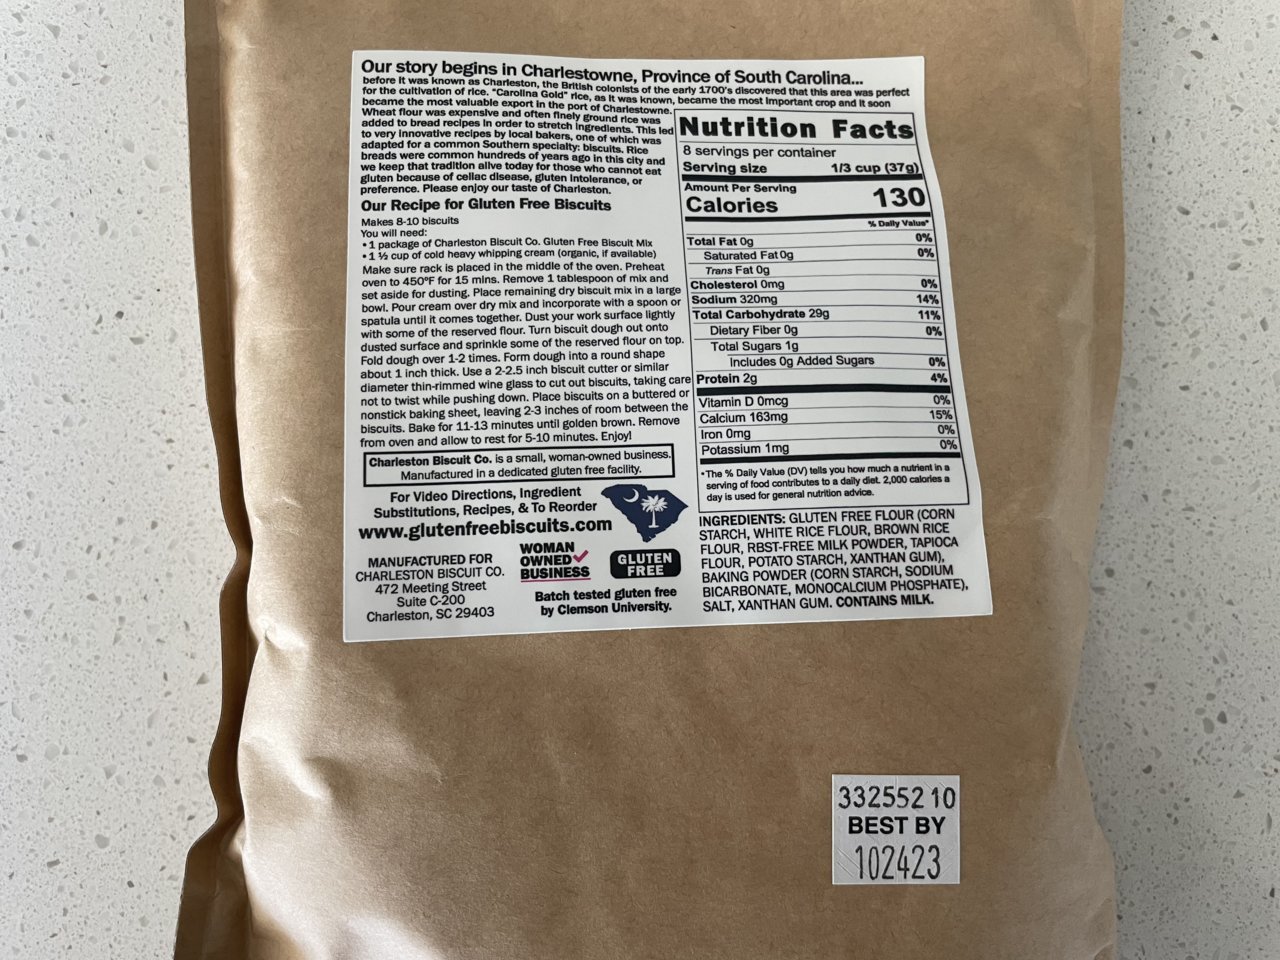 Our story begins in Charlestowne, Province of South Carolina...
before it was known as Charleston, the British colonists of the early 1700's discovered that this area was perfect
for the cultivation of rice. "Carolina Gold" rice, as it was known, became the most important crop and it soon
became the most valuable export in the port of Charlestowne.
Wheat flour was expensive and often finely ground rice was
added to bread recipes in order to stretch ingredients. This led
to very innovative recipes by local bakers, one of which was
adapted for a common Southern specialty: biscuits. Rice
breads were common hundreds of years ago in this city and
we keep that tradition alive today for those who cannot eat
gluten because of celiac disease, gluten intolerance, or
preference. Please enjoy our taste of Charleston.
Our Recipe for Gluten Free Biscuits
Makes 8-10 biscuits
You will need:
• 1 package of Charleston Biscuit Co. Gluten Free Biscuit Mix
• 1 ½ cup of cold heavy whipping cream (organic, if available)
Make sure rack is placed in the middle of the oven. Preheat
oven to 450°F for 15 mins. Remove 1 tablespoon of mix and
set aside for dusting. Place remaining dry biscuit mix in a large
bowl. Pour cream over dry mix and incorporate with a spoon or
spatula until it comes together. Dust your work surface lightly
with some of the reserved flour. Turn biscuit dough out onto
dusted surface and sprinkle some of the reserved flour on top.
Fold dough over 1-2 times. Form dough into a round shape
about 1 inch thick. Use a 2-2.5 inch biscuit cutter or similar
diameter thin-rimmed wine glass to cut out biscuits, taking care
not to twist while pushing down. Place biscuits on a buttered or
nonstick baking sheet, leaving 2-3 inches of room between the
biscuits. Bake for 11-13 minutes until golden brown. Remove
from oven and allow to rest for 5-10 minutes. Enjoy!
Charleston Biscuit Co. is a small, woman-owned business.
Manufactured in a dedicated gluten free facility.
For Video Directions, Ingredient
Substitutions, Recipes, & To Reorder
www.glutenfreebiscuits.com
MANUFACTURED FOR
CHARLESTON BISCUIT CO.
472 Meeting Street
Suite C-200
Charleston, SC 29403
WOMAN
OWNED
BUSINESS
GLUTEN
FREE
Batch tested gluten free
by Clemson University.
Nutrition Facts
8 servings per container
Serving size 1/3 cup (37g)
Amount Per Serving
Calories 130
% Daily Value*
Total Fat 0g 0%
Saturated Fat 0g 0%
Trans Fat 0g
Cholesterol 0mg 0%
Sodium 320mg 14%
Total Carbohydrate 29g 11%
Dietary Fiber 0g 0%
Total Sugars 1g
Includes 0g Added Sugars 0%
Protein 2g 4%
Vitamin D 0mcg 0%
Calcium 163mg 15%
Iron 0mg 0%
Potassium 1mg 0%
*The % Daily Value (DV) tells you how much a nutrient in a
serving of food contributes to a daily diet. 2,000 calories a
day is used for general nutrition advice.
INGREDIENTS: GLUTEN FREE FLOUR (CORN
STARCH, WHITE RICE FLOUR, BROWN RICE
FLOUR, RBST-FREE MILK POWDER, TAPIOCA
FLOUR, POTATO STARCH, XANTHAN GUM),
BAKING POWDER (CORN STARCH, SODIUM
BICARBONATE, MONOCALCIUM PHOSPHATE),
SALT, XANTHAN GUM. CONTAINS MILK.
33255210
BEST BY
102423